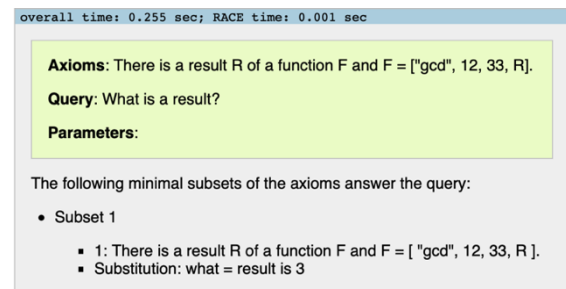 overall time: 0.255 sec; RACE time: 0.001 sec
Axioms: There is a result R of a function F and F = ["gcd", 12, 33, R].
Query: What is a result?
Parameters:
The following minimal subsets of the axioms answer the query:
• Subset 1
▪ 1: There is a result R of a function F and F = [ "gcd", 12, 33, R ].
▪ Substitution: what = result is 3